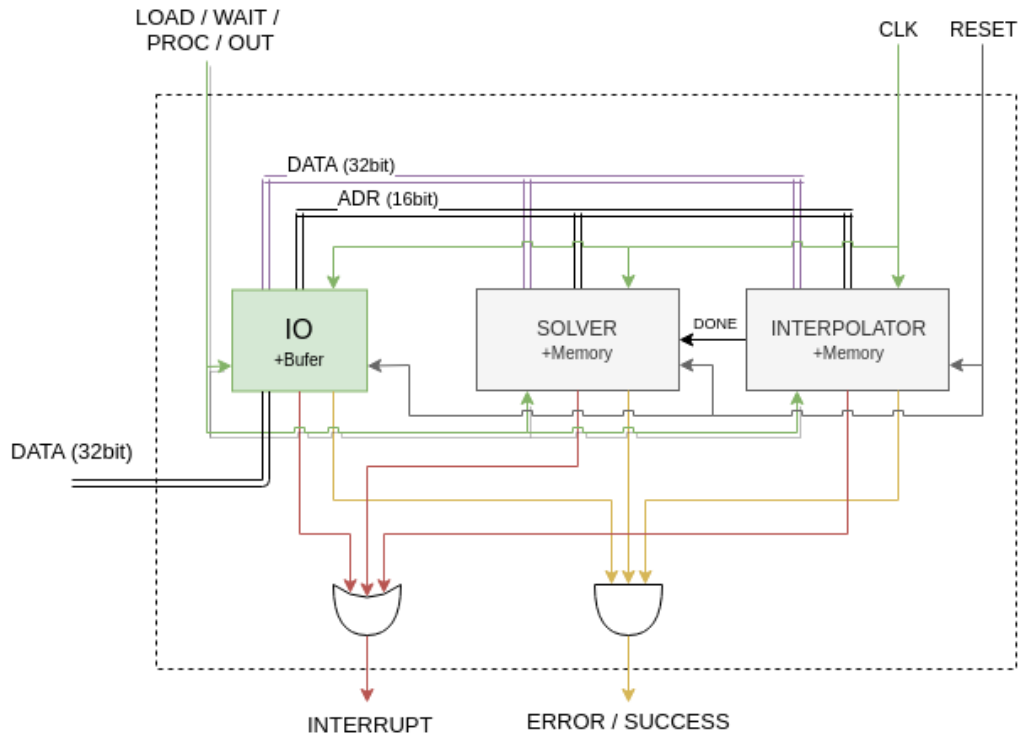 LOAD / WAIT /
PROC / OUT
CLK
RESET
DATA (32bit)
ADR (16bit)
IO
+Bufer
SOLVER
+Memory
DONE
INTERPOLATOR
+Memory
DATA (32bit)
INTERRUPT
ERROR / SUCCESS